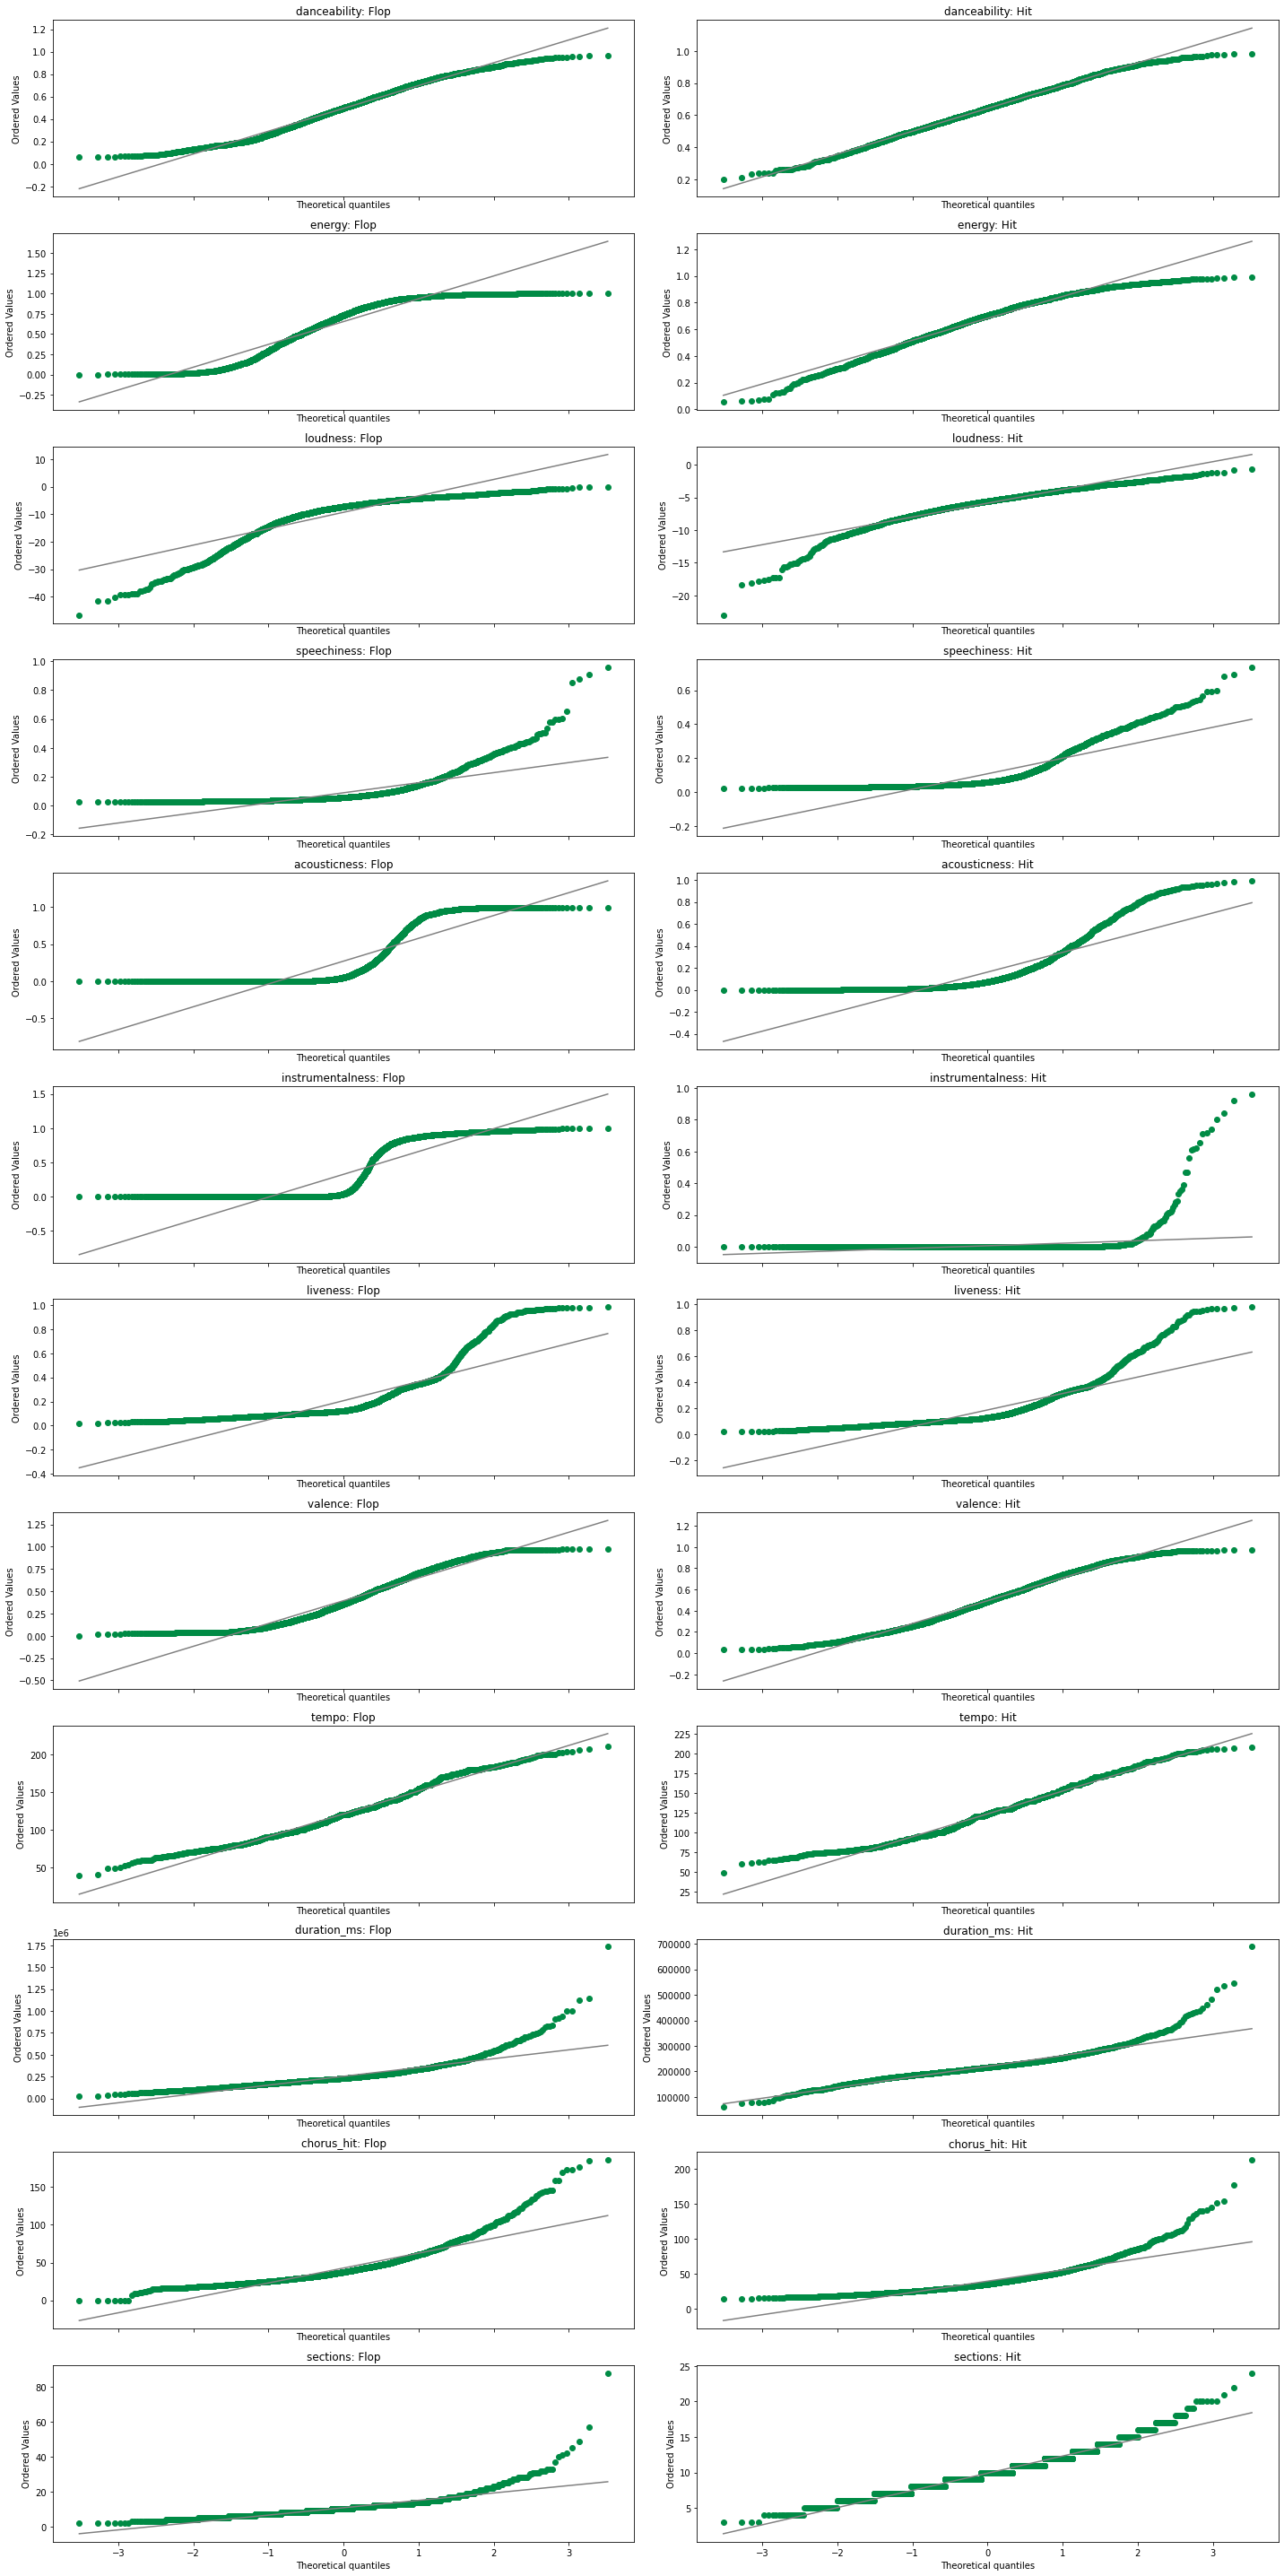 danceability: Flop
danceability: Hit
1.2
1.0
0.8
0.6
0.4
0.2
0.0
−0.2
Ordered Values
Theoretical quantiles
1.0
0.8
0.6
0.4
0.2
Ordered Values
Theoretical quantiles
energy: Flop
energy: Hit
1.50
1.25
1.00
0.75
0.50
0.25
0.00
−0.25
Ordered Values
Theoretical quantiles
1.2
1.0
0.8
0.6
0.4
0.2
0.0
Ordered Values
Theoretical quantiles
loudness: Flop
loudness: Hit
10
0
−10
−20
−30
−40
Ordered Values
Theoretical quantiles
0
−5
−10
−15
−20
Ordered Values
Theoretical quantiles
speechiness: Flop
speechiness: Hit
1.0
0.8
0.6
0.4
0.2
0.0
−0.2
Ordered Values
Theoretical quantiles
0.6
0.4
0.2
0.0
−0.2
Ordered Values
Theoretical quantiles
acousticness: Flop
acousticness: Hit
1.0
0.5
0.0
−0.5
Ordered Values
Theoretical quantiles
1.0
0.8
0.6
0.4
0.2
0.0
−0.2
−0.4
Ordered Values
Theoretical quantiles
instrumentalness: Flop
instrumentalness: Hit
1.5
1.0
0.5
0.0
−0.5
Ordered Values
Theoretical quantiles
1.0
0.8
0.6
0.4
0.2
0.0
Ordered Values
Theoretical quantiles
liveness: Flop
liveness: Hit
1.0
0.8
0.6
0.4
0.2
0.0
−0.2
−0.4
Ordered Values
Theoretical quantiles
1.0
0.8
0.6
0.4
0.2
0.0
−0.2
Ordered Values
Theoretical quantiles
valence: Flop
valence: Hit
1.25
1.00
0.75
0.50
0.25
0.00
−0.25
−0.50
Ordered Values
Theoretical quantiles
1.2
1.0
0.8
0.6
0.4
0.2
0.0
−0.2
Ordered Values
Theoretical quantiles
tempo: Flop
tempo: Hit
200
150
100
50
Ordered Values
Theoretical quantiles
225
200
175
150
125
100
75
50
25
Ordered Values
Theoretical quantiles
duration_ms: Flop
duration_ms: Hit
1e6
1.75
1.50
1.25
1.00
0.75
0.50
0.25
0.00
Ordered Values
Theoretical quantiles
700000
600000
500000
400000
300000
200000
100000
Ordered Values
Theoretical quantiles
chorus_hit: Flop
chorus_hit: Hit
150
100
50
0
Ordered Values
Theoretical quantiles
200
150
100
50
0
Ordered Values
Theoretical quantiles
sections: Flop
sections: Hit
80
60
40
20
0
Ordered Values
−3 −2 −1 0 1 2 3
Theoretical quantiles
25
20
15
10
5
Ordered Values
−3 −2 −1 0 1 2 3
Theoretical quantiles